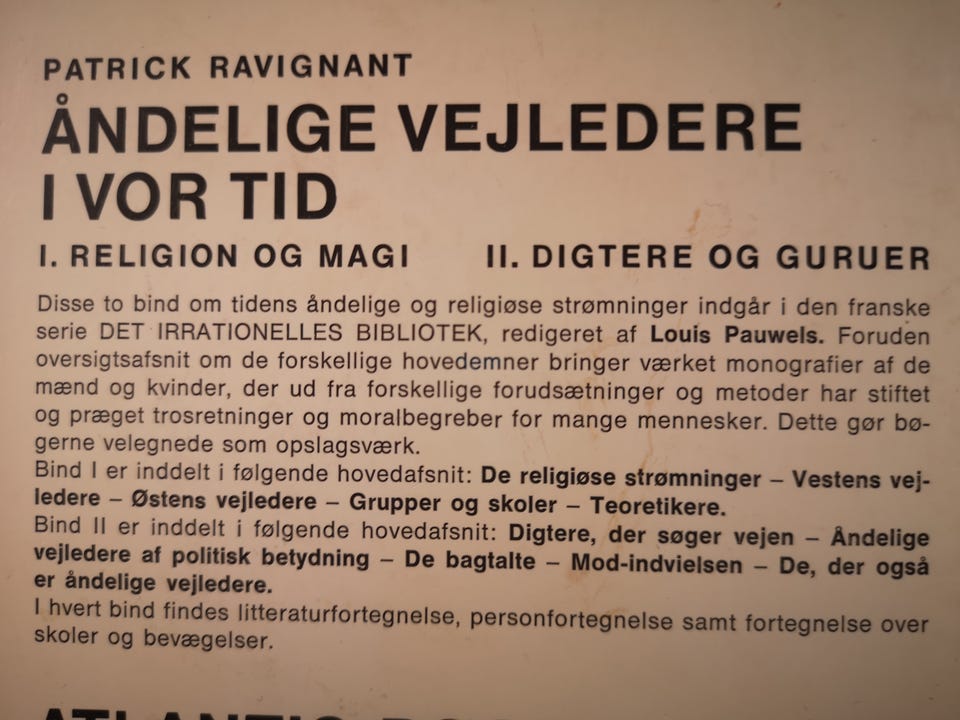 PATRICK RAVIGNANT
ÅNDELIGE VEJLEDERE
I VOR TID
I. RELIGION OG MAGI II. DIGTERE OG GURUER
Disse to bind om tidens åndelige og religiøse strømninger indgår i den franske
serie DET IRRATIONELLES BIBLIOTEK, redigeret af Louis Pauwels. Foruden
oversigtsafsnit om de forskellige hovedemner bringer værket monografier af de
mænd og kvinder, der ud fra forskellige forudsætninger og metoder har stiftet
og præget trosretninger og moralbegreber for mange mennesker. Dette gør bø-
gerne velegnede som opslagsværk.
Bind I er inddelt i følgende hovedafsnit: De religiøse strømninger – Vestens vej-
ledere – Østens vejledere – Grupper og skoler – Teoretikere.
Bind II er inddelt i følgende hovedafsnit: Digtere, der søger vejen – Åndelige
vejledere af politisk betydning – De bagtalte – Mod-indvielsen – De, der også
er åndelige vejledere.
I hvert bind findes litteraturfortegnelse, personfortegnelse samt fortegnelse over
skoler og bevægelser.